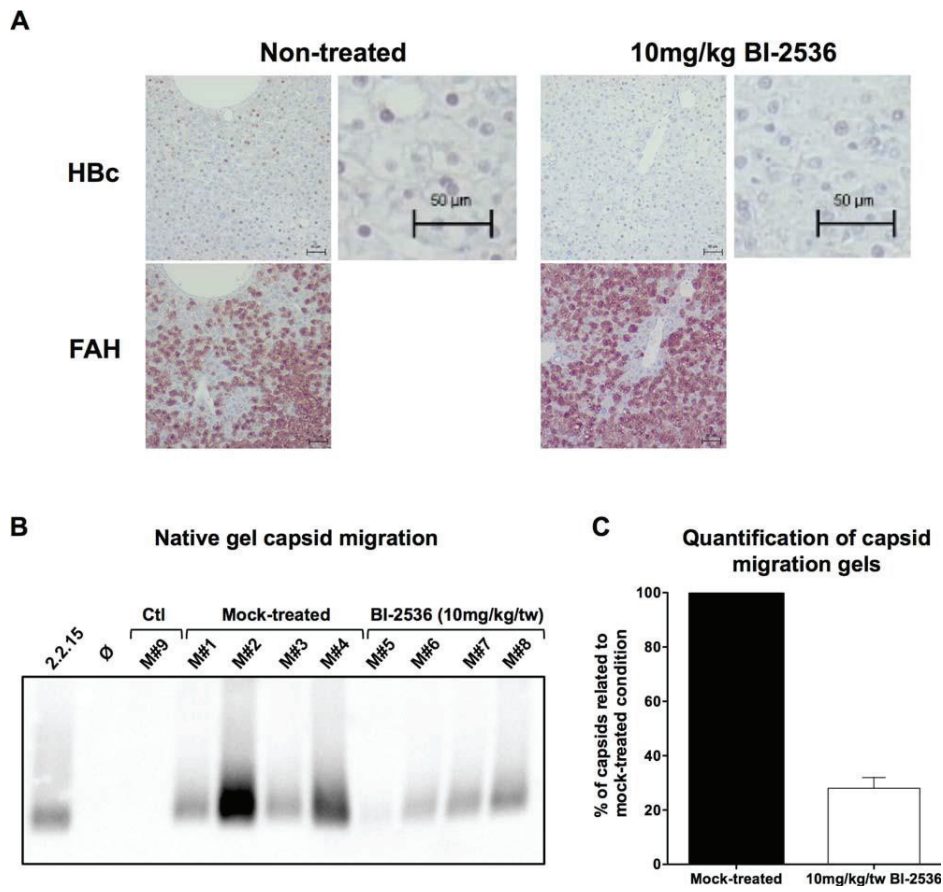 A
Non-treated
10mg/kg BI-2536
HBc
50 µm
50 µm
FAH
B
Native gel capsid migration
Ctl
Mock-treated
BI-2536 (10mg/kg/tw)
2.2.15
Ø
M#9
M#1
M#2
M#3
M#4
M#5
M#6
M#7
M#8
C
Quantification of capsid
migration gels
% of capsids related to
mock-treated condition
100
80
60
40
20
0
Mock-treated
10mg/kg/tw BI-2536